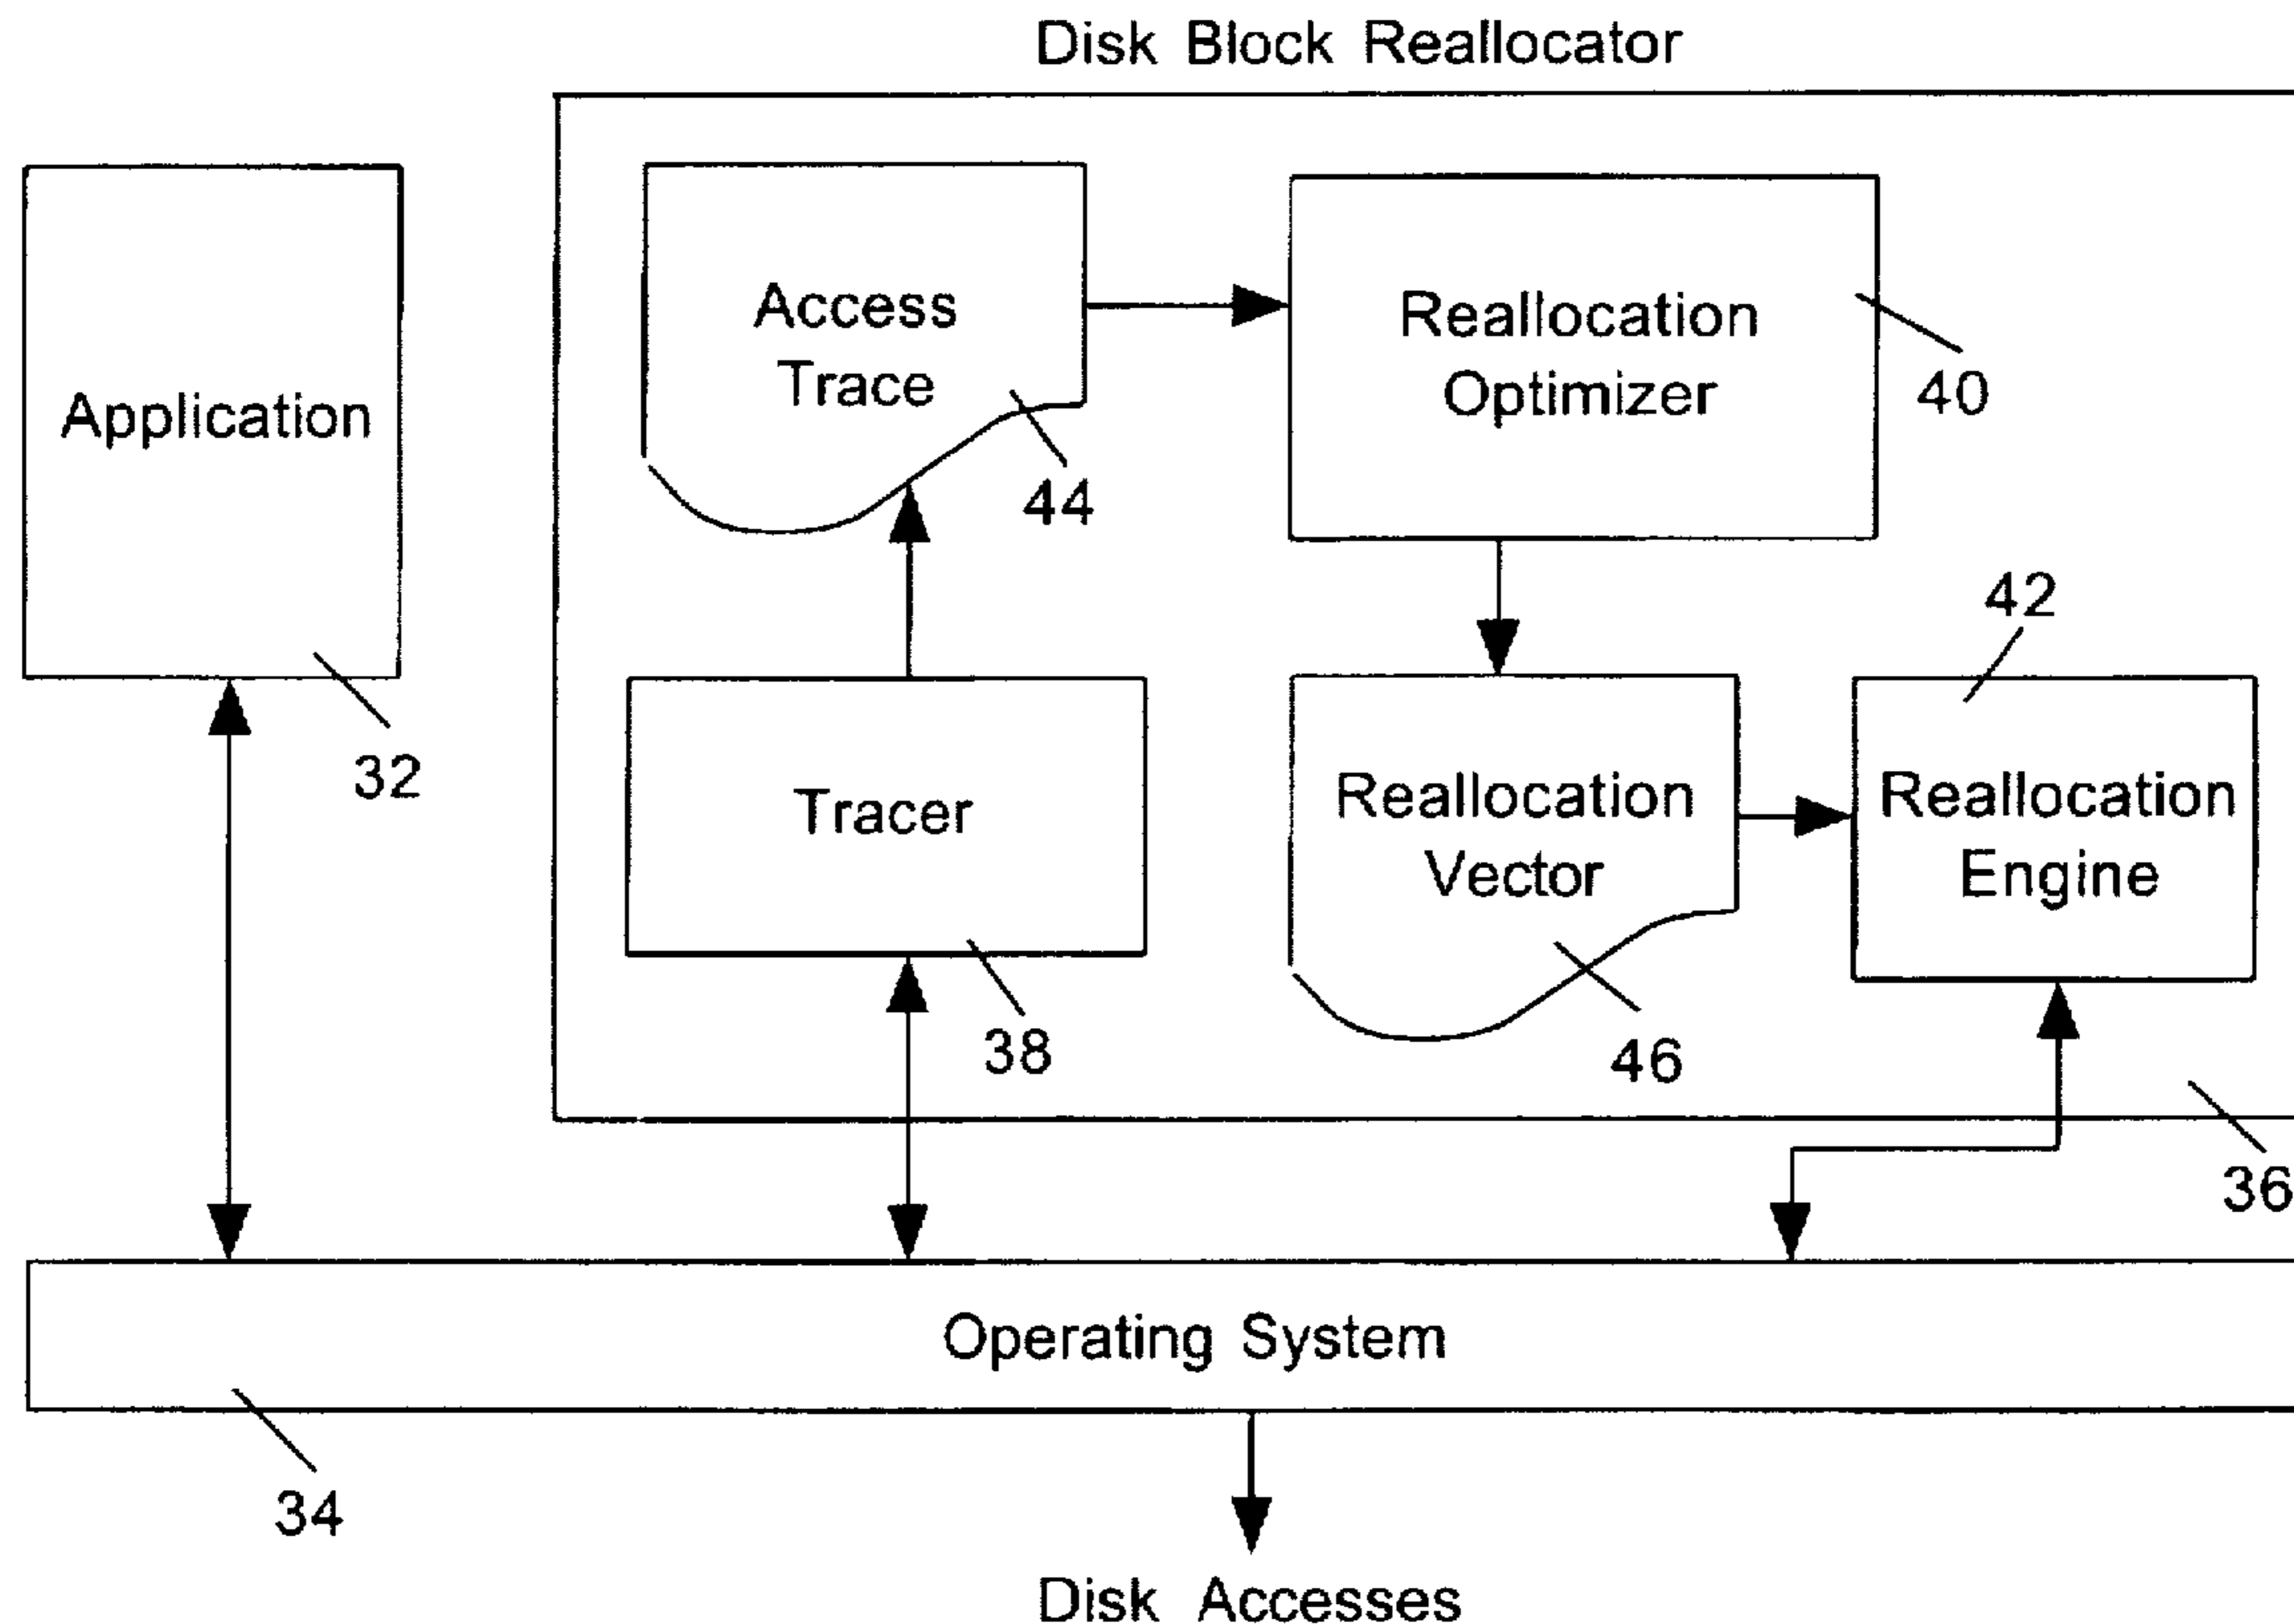 Disk Block Reallocator
Application
32
Access
Trace
44
Reallocation
Optimizer
40
Tracer
38
Reallocation
Vector
46
42
Reallocation
Engine
36
Operating System
34
Disk Accesses